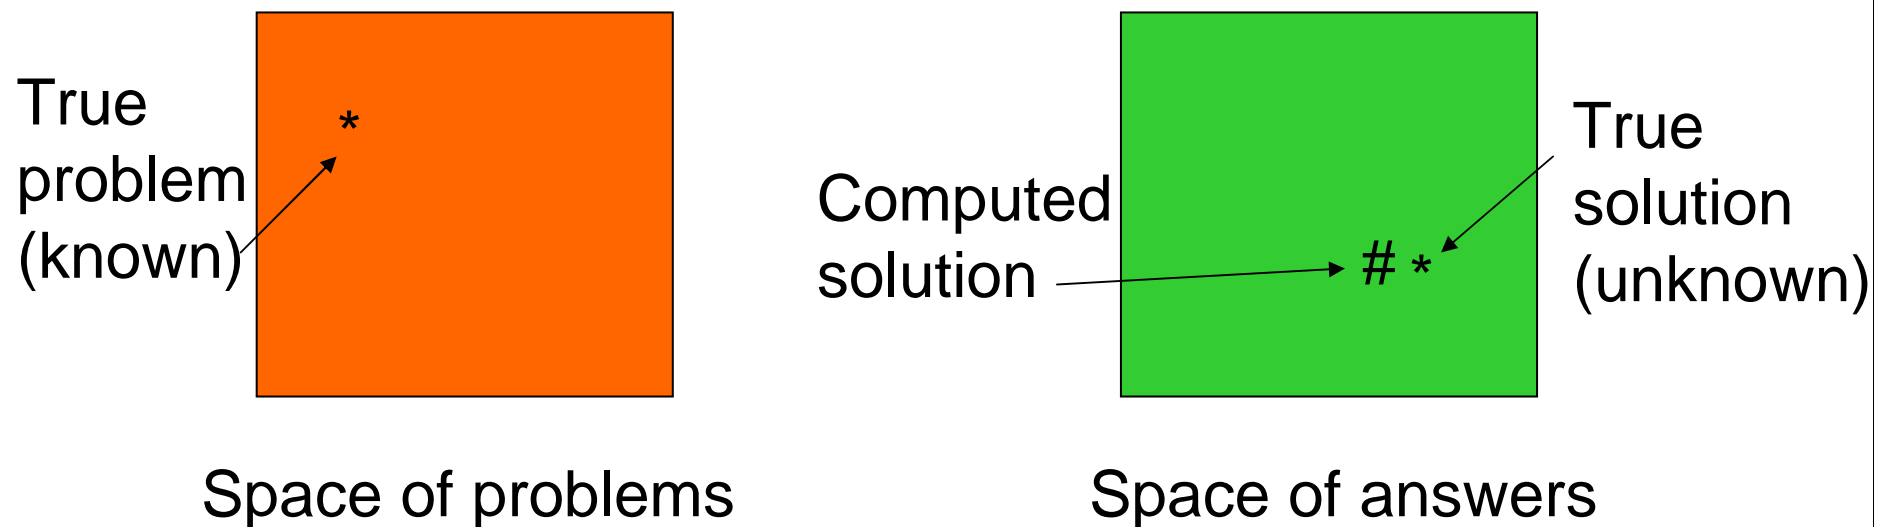 True
problem
(known)
*
Space of problems
Computed
solution
# *
True
solution
(unknown)
Space of answers